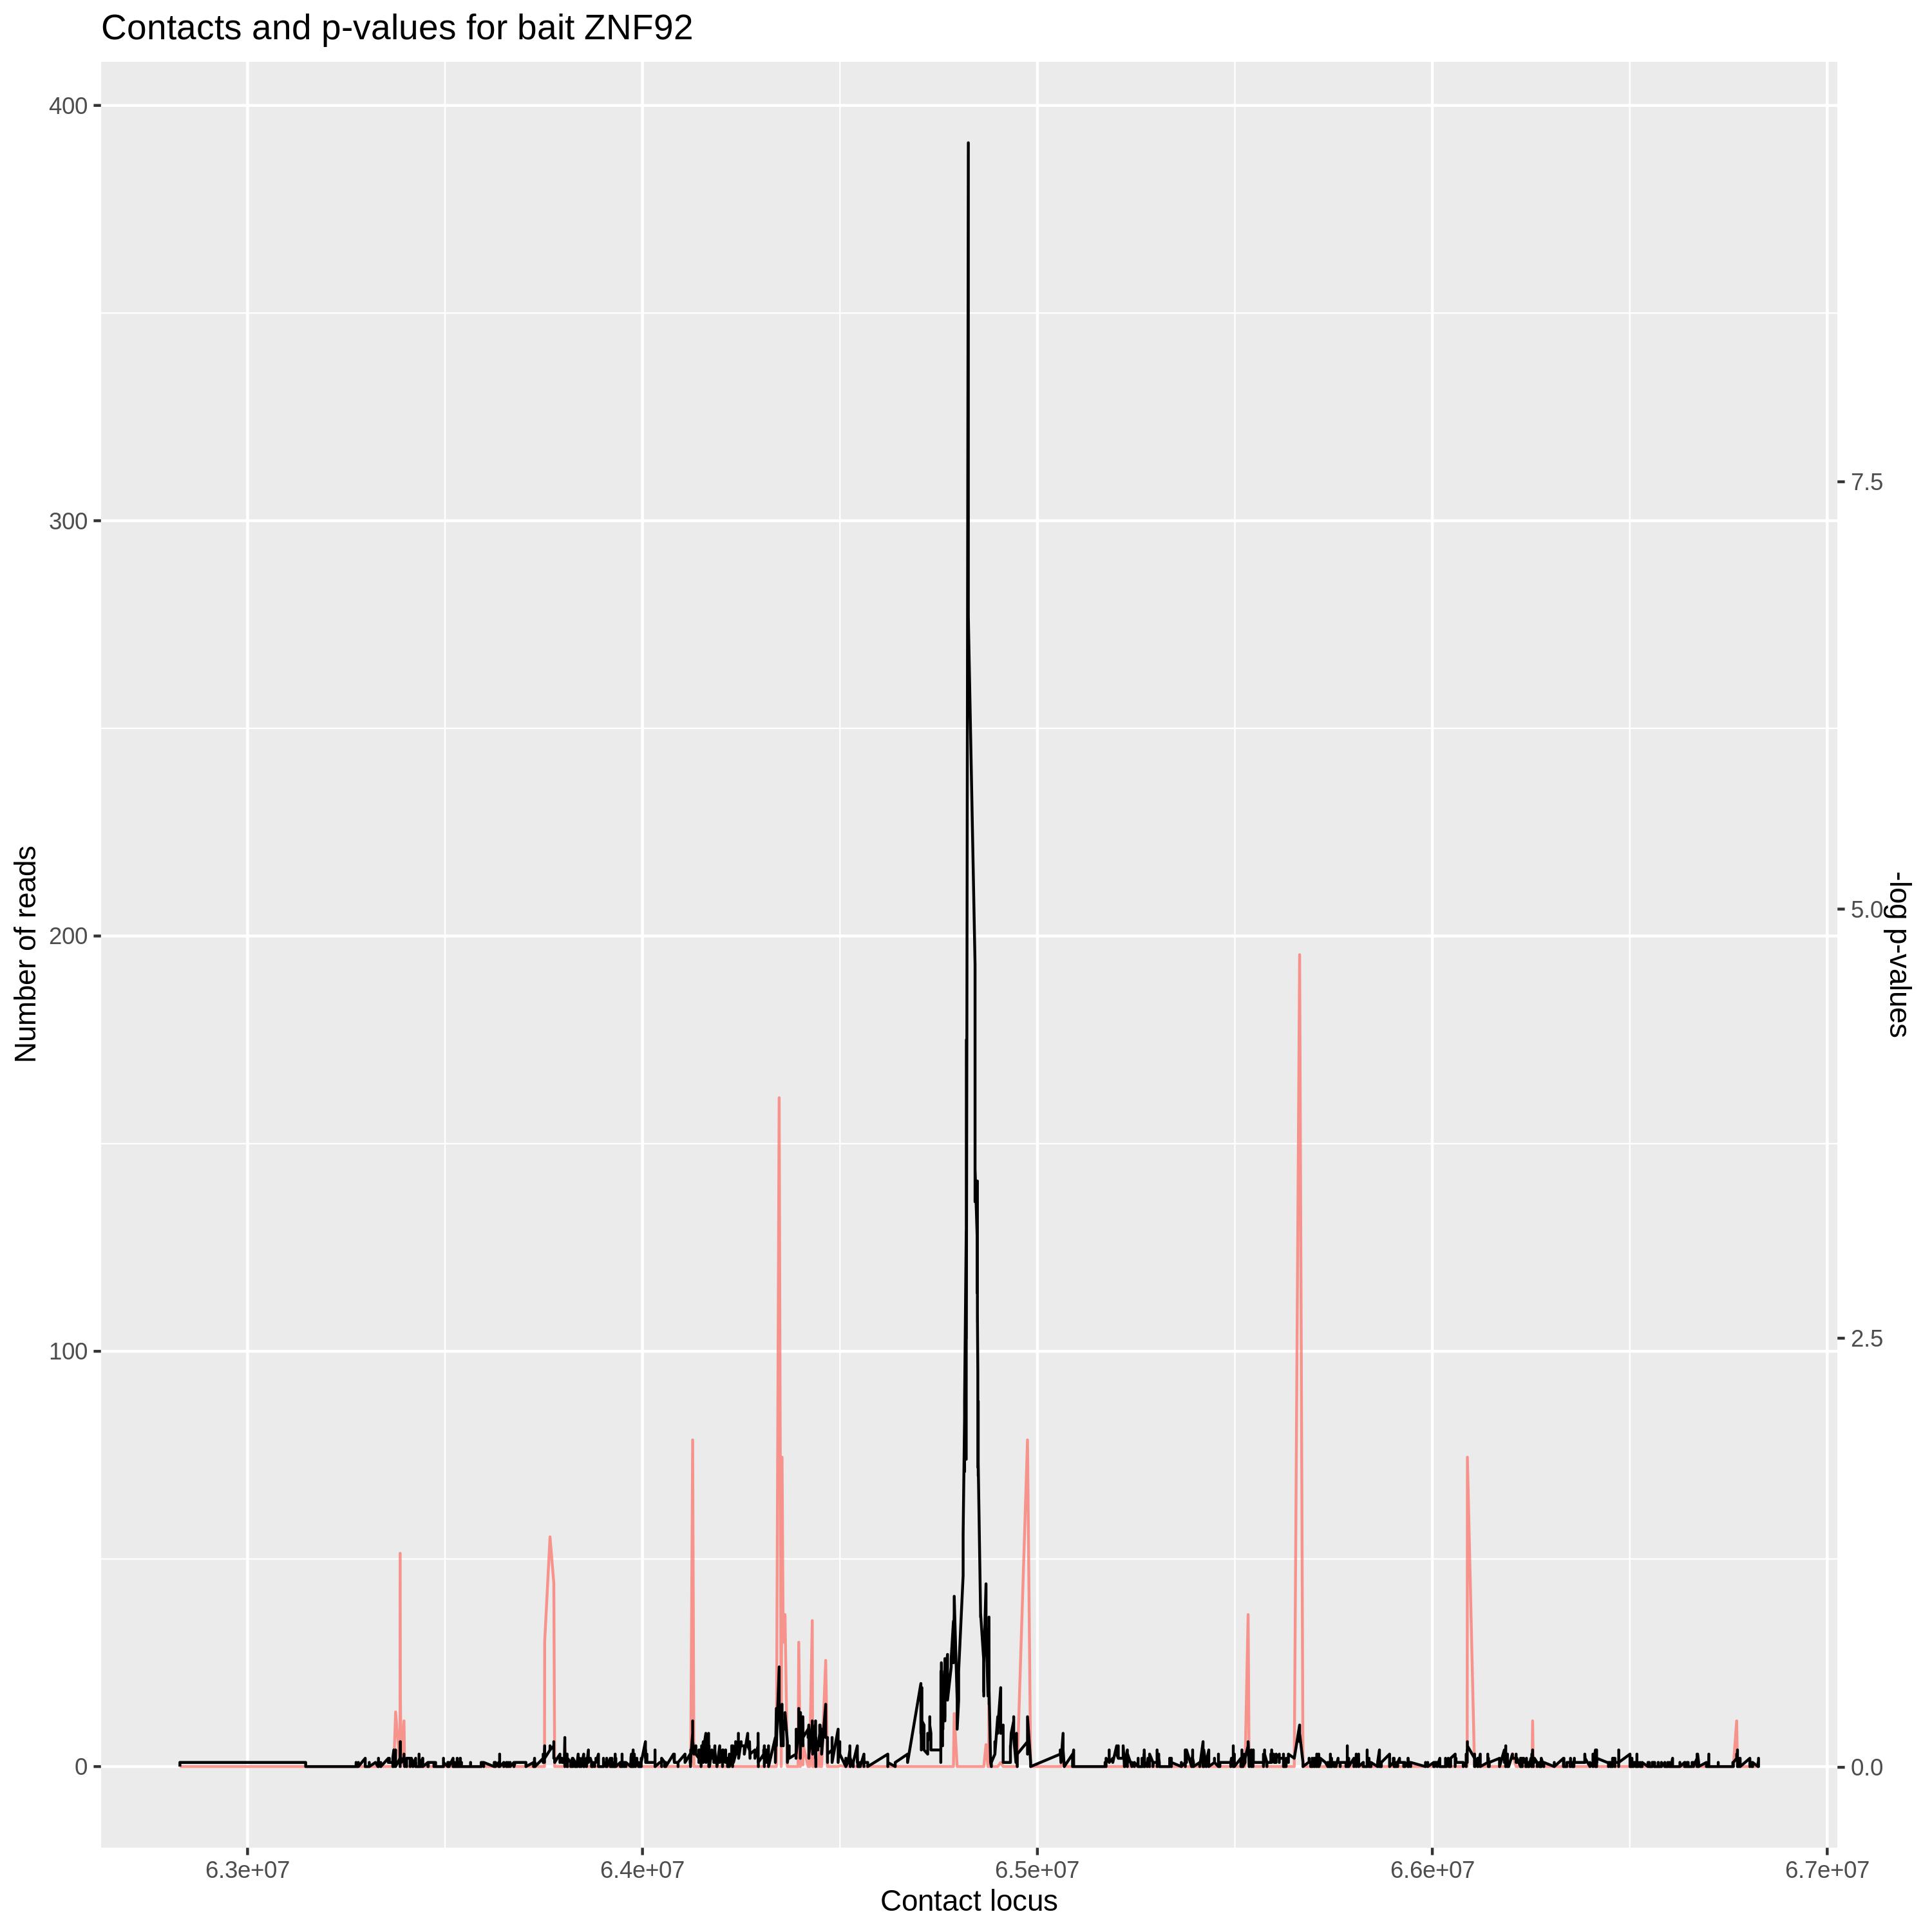 Contacts and p-values for bait ZNF92
400
300
200
100
0
Number of reads
7.5
5.0
2.5
0.0
-log p-values
6.3e+07
6.4e+07
6.5e+07
6.6e+07
6.7e+07
Contact locus